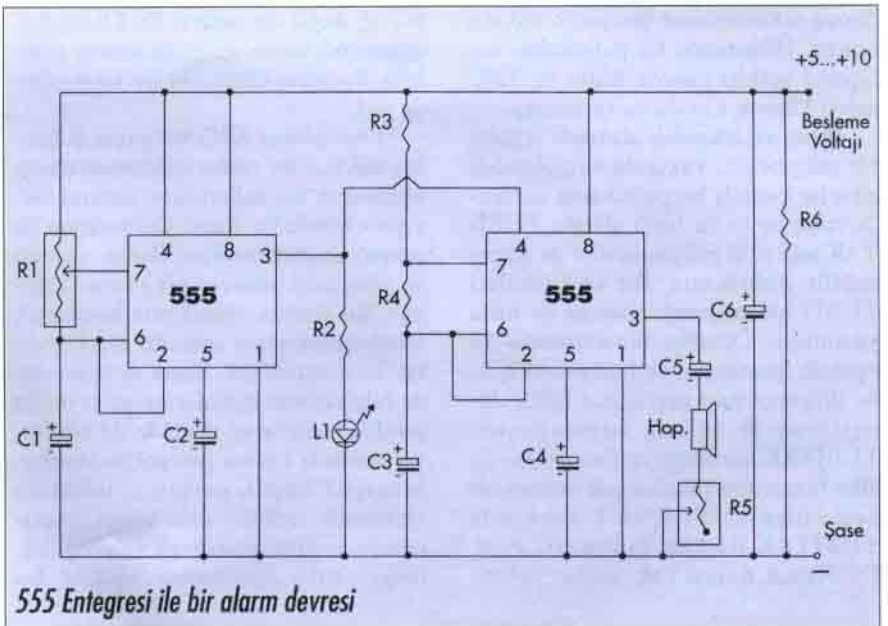 +5...+10
Besleme
Voltajı
R3
R6
4
8
4
8
R1
7
3
7
555
555
R4
R2
3
C6
6
6
C5
2
5
1
2
5
1
L1
Hop.
C1
C2
C3
C4
R5
Şase
555 Entegresi ile bir alarm devresi